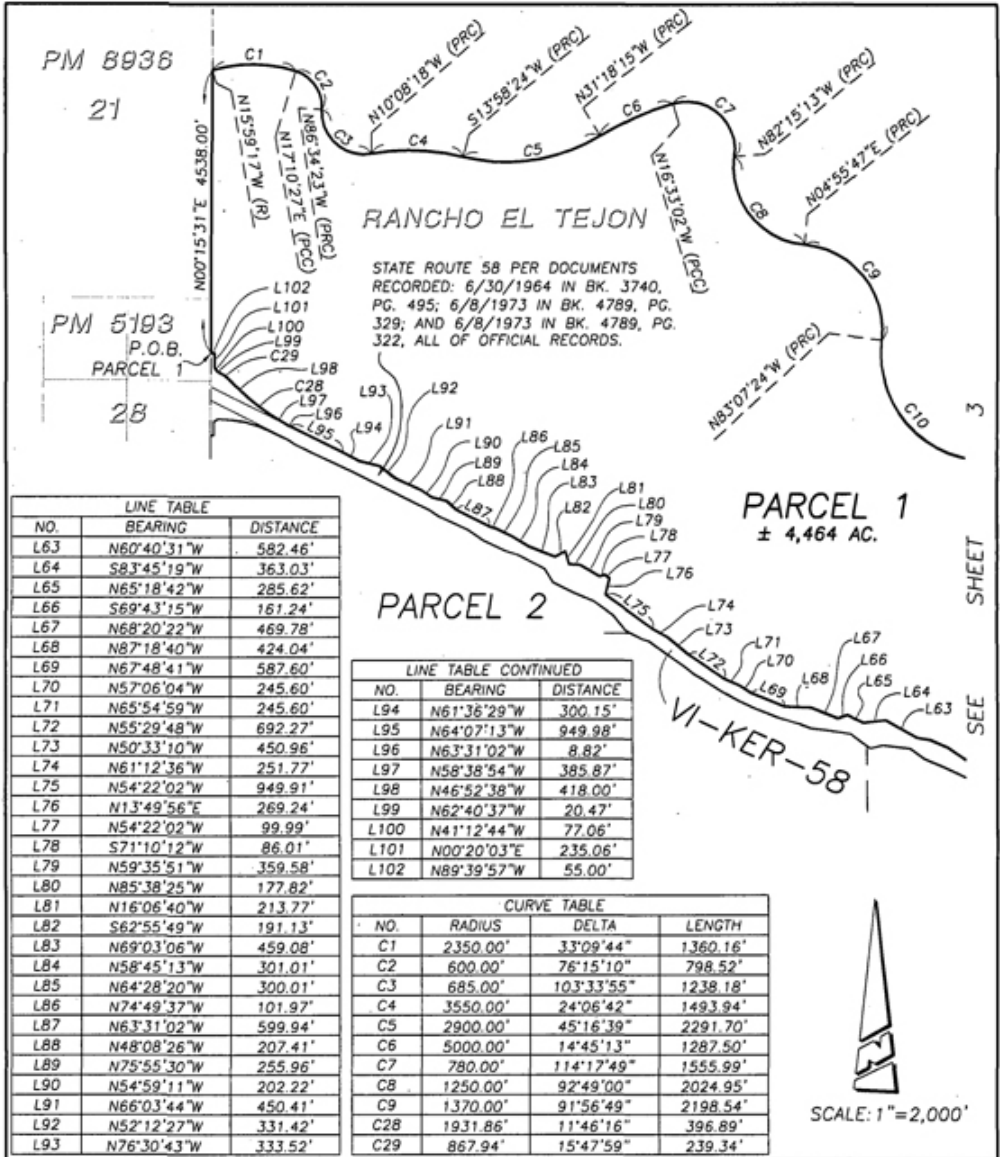 PM 8936
21
C1
C2
C3
C4
C5
C6
C7
C8
C9
C10
N10°08'18"W (PRC)
S13°58'24"W (PRC)
N31°18'15"W (PRC)
N82°15'13"W (PRC)
N04°55'47"E (PRC)
N00°15'31"E 4538.00'
N15°59'17"W (R)
N17°10'27"E (PCC)
N86°34'23"W (PRC)
N16°33'02"W (PCC)
N83°07'24"W (PRC)
RANCHO EL TEJON
STATE ROUTE 58 PER DOCUMENTS
RECORDED: 6/30/1964 IN BK. 3740,
PG. 495; 6/8/1973 IN BK. 4789, PG.
329; AND 6/8/1973 IN BK. 4789, PG.
322, ALL OF OFFICIAL RECORDS.
PM 5193
P.O.B.
PARCEL 1
28
L102
L101
L100
L99
C29
L98
C28
L97
L96
L95
L94
L93
L92
L91
L90
L89
L88
L87
L86
L85
L84
L83
L82
L81
L80
L79
L78
L77
L76
L75
L74
L73
L72
L71
L70
L69
L68
L67
L66
L65
L64
L63
PARCEL 1
± 4,464 AC.
PARCEL 2
VI-KER-58
SEE SHEET 3
LINE TABLE
NO. BEARING DISTANCE
L63 N60°40'31"W 582.46'
L64 S83°45'19"W 363.03'
L65 N65°18'42"W 285.62'
L66 S69°43'15"W 161.24'
L67 N68°20'22"W 469.78'
L68 N87°18'40"W 424.04'
L69 N67°48'41"W 587.60'
L70 N57°06'04"W 245.60'
L71 N65°54'59"W 245.60'
L72 N55°29'48"W 692.27'
L73 N50°33'10"W 450.96'
L74 N61°12'36"W 251.77'
L75 N54°22'02"W 949.91'
L76 N13°49'56"E 269.24'
L77 N54°22'02"W 99.99'
L78 S71°10'12"W 86.01'
L79 N59°35'51"W 359.58'
L80 N85°38'25"W 177.82'
L81 N16°06'40"W 213.77'
L82 S62°55'49"W 191.13'
L83 N69°03'06"W 459.08'
L84 N58°45'13"W 301.01'
L85 N64°28'20"W 300.01'
L86 N74°49'37"W 101.97'
L87 N63°31'02"W 599.94'
L88 N48°08'26"W 207.41'
L89 N75°55'30"W 255.96'
L90 N54°59'11"W 202.22'
L91 N66°03'44"W 450.41'
L92 N52°12'27"W 331.42'
L93 N76°30'43"W 333.52'
LINE TABLE CONTINUED
NO. BEARING DISTANCE
L94 N61°36'29"W 300.15'
L95 N64°07'13"W 949.98'
L96 N63°31'02"W 8.82'
L97 N58°38'54"W 385.87'
L98 N46°52'38"W 418.00'
L99 N62°40'37"W 20.47'
L100 N41°12'44"W 77.06'
L101 N00°20'03"E 235.06'
L102 N89°39'57"W 55.00'
CURVE TABLE
NO. RADIUS DELTA LENGTH
C1 2350.00' 33°09'44" 1360.16'
C2 600.00' 76°15'10" 798.52'
C3 685.00' 103°33'55" 1238.18'
C4 3550.00' 24°06'42" 1493.94'
C5 2900.00' 45°16'39" 2291.70'
C6 5000.00' 14°45'13" 1287.50'
C7 780.00' 114°17'49" 1555.99'
C8 1250.00' 92°49'00" 2024.95'
C9 1370.00' 91°56'49" 2198.54'
C28 1931.86' 11°46'16" 396.89'
C29 867.94' 15°47'59" 239.34'
N
SCALE: 1"=2,000'